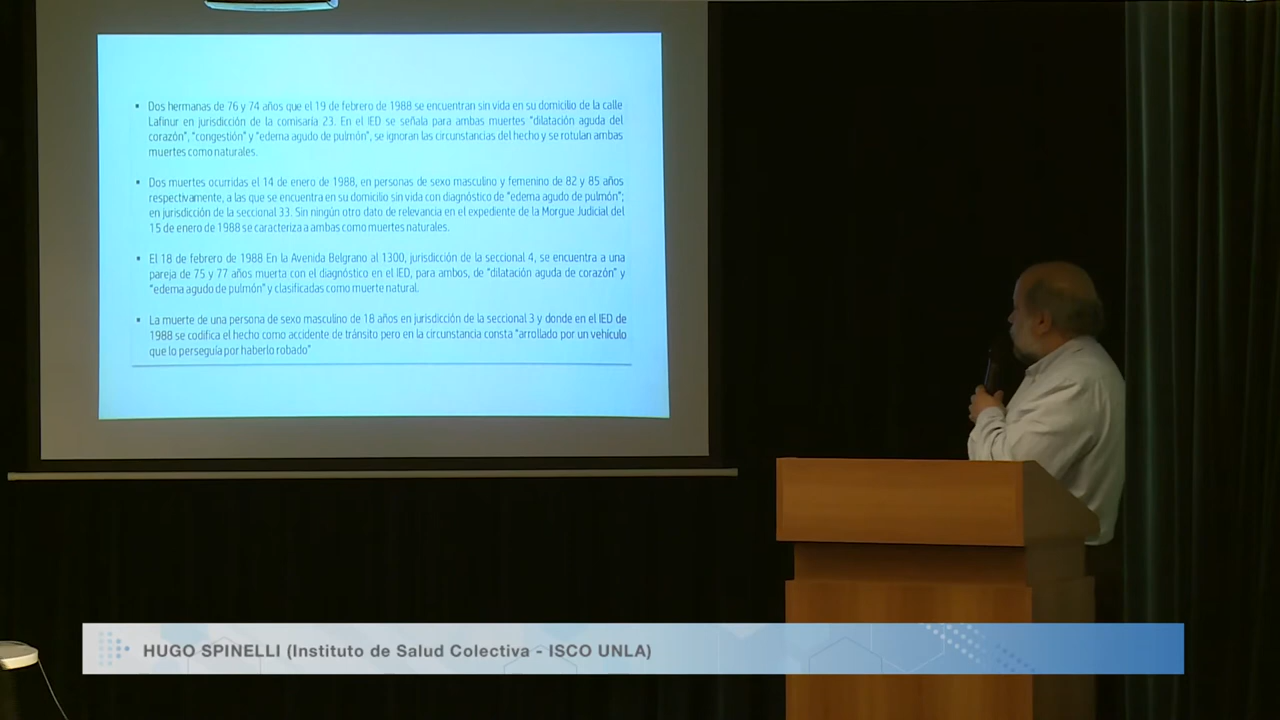 ▪ Dos hermanas de 76 y 74 años que el 19 de febrero de 1988 se encuentran sin vida en su domicilio de la calle
Lafinur en jurisdicción de la comisaría 23. En el IED se señala para ambas muertes "dilatación aguda del
corazón", "congestión" y "edema agudo de pulmón", se ignoran las circunstancias del hecho y se rotulan ambas
muertes como naturales.
▪ Dos muertes ocurridas el 14 de enero de 1988, en personas de sexo masculino y femenino de 82 y 85 años
respectivamente, a las que se encuentra en su domicilio sin vida con diagnóstico de "edema agudo de pulmón";
en jurisdicción de la seccional 33. Sin ningún otro dato de relevancia en el expediente de la Morgue Judicial del
15 de enero de 1988 se caracteriza a ambas como muertes naturales.
▪ El 18 de febrero de 1988 En la Avenida Belgrano al 1300, jurisdicción de la seccional 4, se encuentra a una
pareja de 75 y 77 años muerta con el diagnóstico en el IED, para ambos, de "dilatación aguda de corazón" y
"edema agudo de pulmón" y clasificadas como muerte natural.
▪ La muerte de una persona de sexo masculino de 18 años en jurisdicción de la seccional 3 y donde en el IED de
1988 se codifica el hecho como accidente de tránsito pero en la circunstancia consta "arrollado por un vehículo
que lo perseguía por haberlo robado"
HUGO SPINELLI (Instituto de Salud Colectiva - ISCO UNLA)